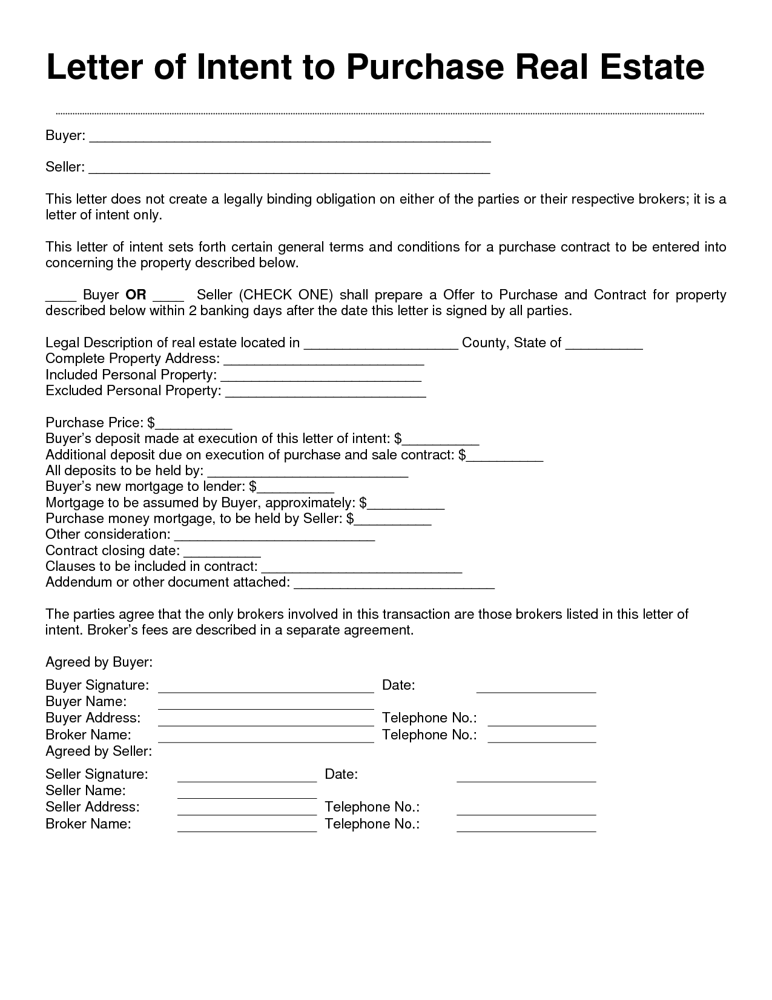 Letter of Intent to Purchase Real Estate
Buyer: ____________________________________________________
Seller: ____________________________________________________
This letter does not create a legally binding obligation on either of the parties or their respective brokers; it is a
letter of intent only.
This letter of intent sets forth certain general terms and conditions for a purchase contract to be entered into
concerning the property described below.
____ Buyer OR ____ Seller (CHECK ONE) shall prepare a Offer to Purchase and Contract for property
described below within 2 banking days after the date this letter is signed by all parties.
Legal Description of real estate located in ____________________ County, State of __________
Complete Property Address: __________________________
Included Personal Property: __________________________
Excluded Personal Property: __________________________
Purchase Price: $__________
Buyer’s deposit made at execution of this letter of intent: $__________
Additional deposit due on execution of purchase and sale contract: $__________
All deposits to be held by: __________________________
Buyer’s new mortgage to lender: $__________
Mortgage to be assumed by Buyer, approximately: $__________
Purchase money mortgage, to be held by Seller: $__________
Other consideration: __________________________
Contract closing date: __________
Clauses to be included in contract: __________________________
Addendum or other document attached: __________________________
The parties agree that the only brokers involved in this transaction are those brokers listed in this letter of
intent. Broker’s fees are described in a separate agreement.
Agreed by Buyer:
Buyer Signature: ____________________________ Date: ________________
Buyer Name: ____________________________
Buyer Address: ____________________________ Telephone No.: ______________
Broker Name: ____________________________ Telephone No.: ______________
Agreed by Seller:
Seller Signature: __________________ Date: __________________
Seller Name: __________________
Seller Address: __________________ Telephone No.: __________________
Broker Name: __________________ Telephone No.: __________________